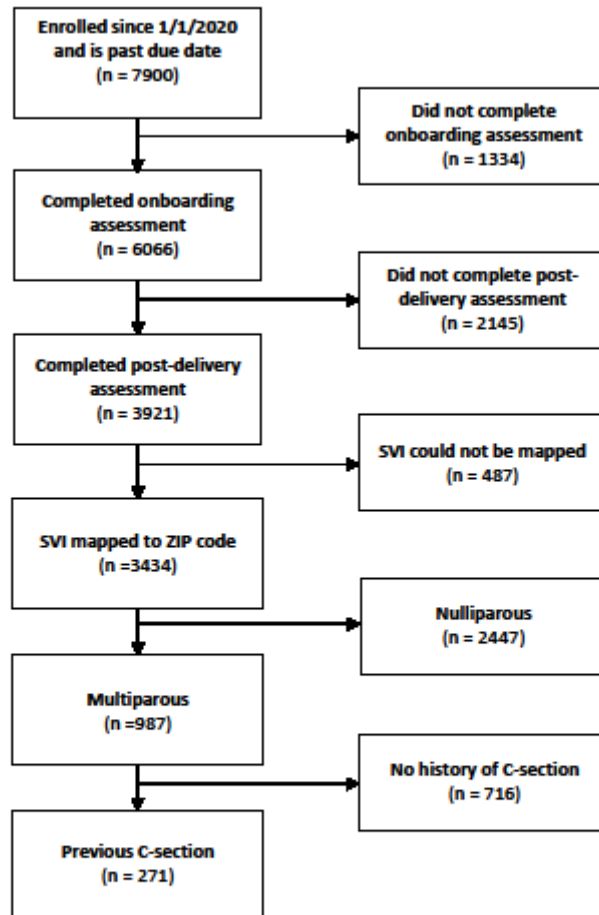 Enrolled since 1/1/2020
and is past due date
(n = 7900)
Did not complete
onboarding assessment
(n = 1334)
Completed onboarding
assessment
(n = 6066)
Did not complete post-
delivery assessment
(n = 2145)
Completed post-delivery
assessment
(n = 3921)
SVI could not be mapped
(n = 487)
SVI mapped to ZIP code
(n =3434)
Nulliparous
(n = 2447)
Multiparous
(n =987)
No history of C-section
(n = 716)
Previous C-section
(n = 271)